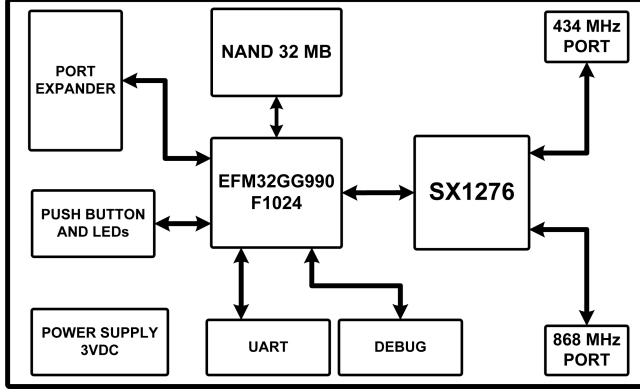 434 MHz
PORT
NAND 32 MB
PORT
EXPANDER
EFM32GG990
F1024
SX1276
PUSH BUTTON
AND LEDs
POWER SUPPLY
3VDC
UART
DEBUG
868 MHz
PORT